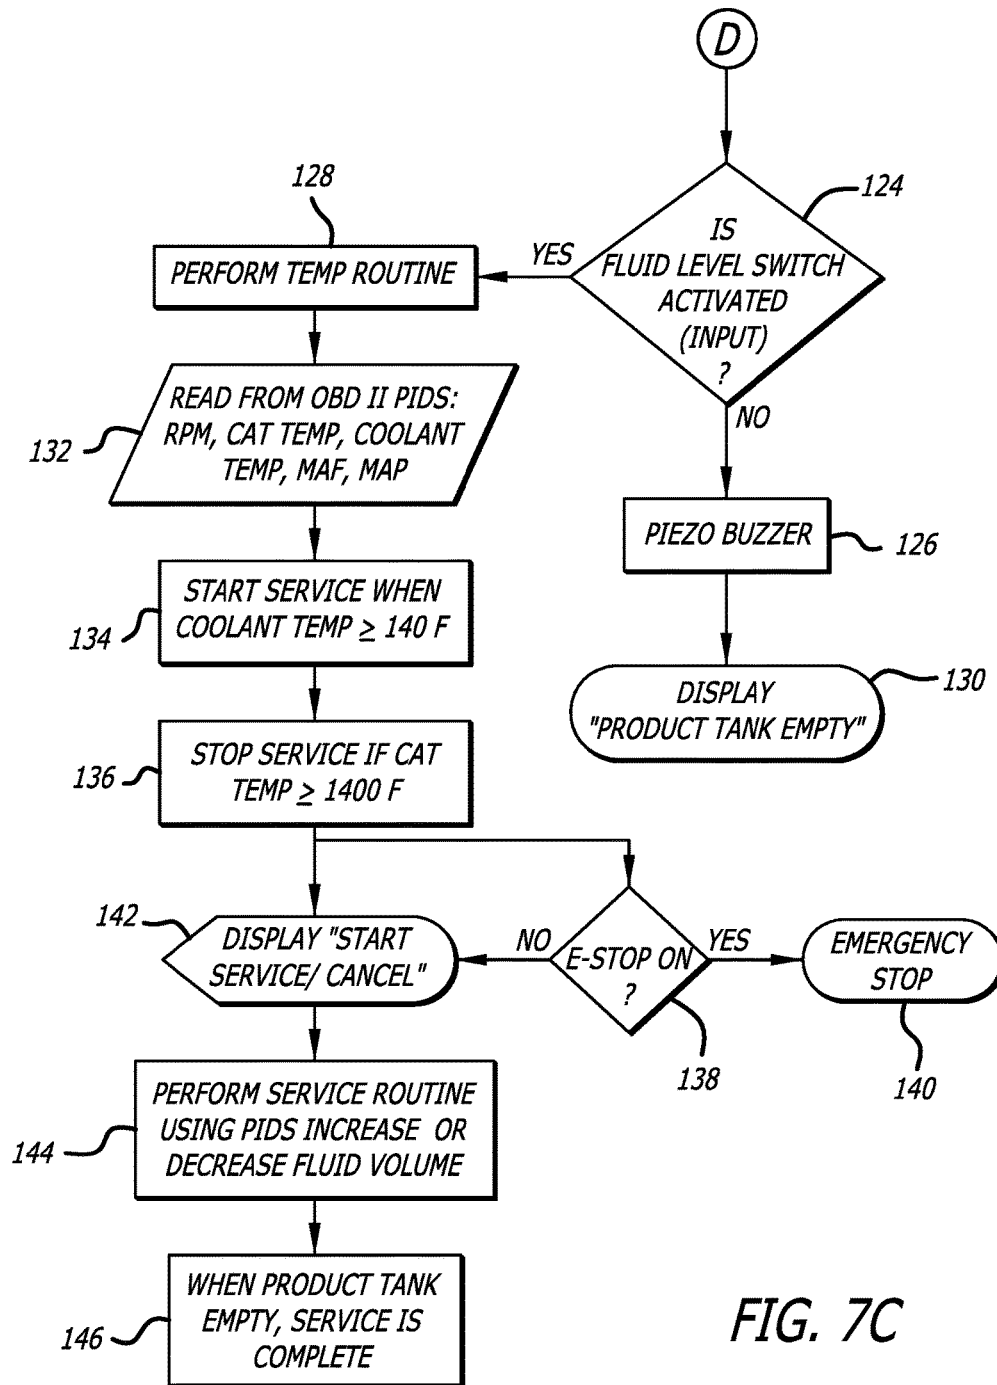 D
124
IS
FLUID LEVEL SWITCH
ACTIVATED
(INPUT)
?
YES
NO
128
PERFORM TEMP ROUTINE
132
READ FROM OBD II PIDS:
RPM, CAT TEMP, COOLANT
TEMP, MAF, MAP
PIEZO BUZZER
126
134
START SERVICE WHEN
COOLANT TEMP ≥ 140 F
DISPLAY
"PRODUCT TANK EMPTY"
130
136
STOP SERVICE IF CAT
TEMP ≥ 1400 F
142
DISPLAY "START
SERVICE/ CANCEL"
NO
E-STOP ON
?
YES
138
EMERGENCY
STOP
140
144
PERFORM SERVICE ROUTINE
USING PIDS INCREASE OR
DECREASE FLUID VOLUME
146
WHEN PRODUCT TANK
EMPTY, SERVICE IS
COMPLETE
FIG. 7C